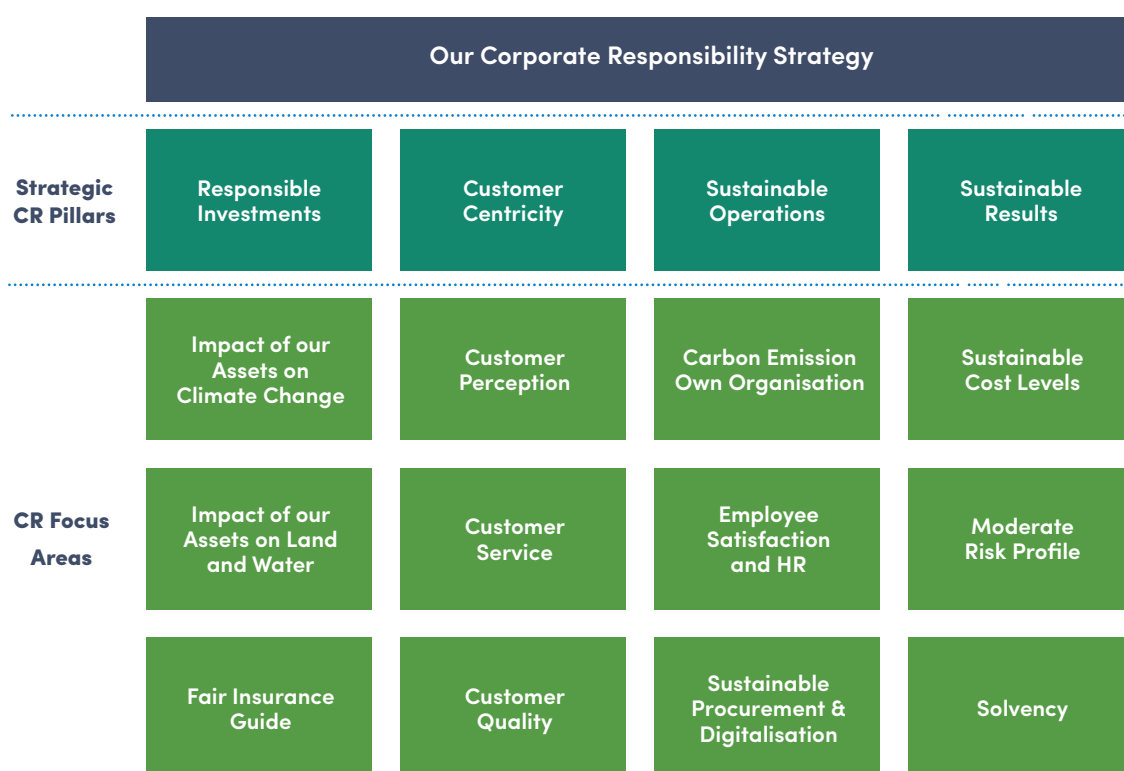 Our Corporate Responsibility Strategy
Strategic
CR Pillars
Responsible
Investments
Customer
Centricity
Sustainable
Operations
Sustainable
Results
CR Focus
Areas
Impact of our
Assets on
Climate Change
Customer
Perception
Carbon Emission
Own Organisation
Sustainable
Cost Levels
Impact of our
Assets on Land
and Water
Customer
Service
Employee
Satisfaction
and HR
Moderate
Risk Profile
Fair Insurance
Guide
Customer
Quality
Sustainable
Procurement &
Digitalisation
Solvency